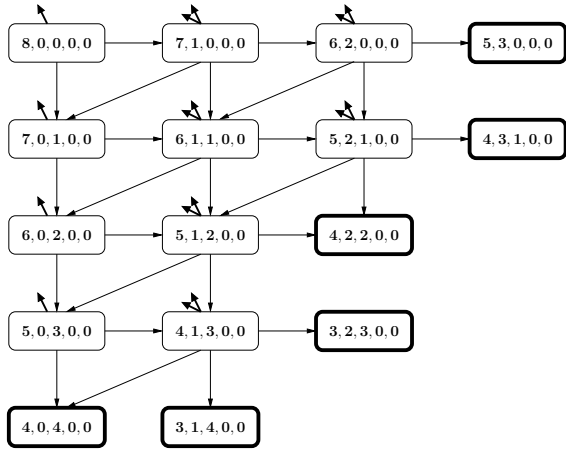 8, 0, 0, 0, 0 7, 1, 0, 0, 0 6, 2, 0, 0, 0 5, 3, 0, 0, 0
7, 0, 1, 0, 0 6, 1, 1, 0, 0 5, 2, 1, 0, 0 4, 3, 1, 0, 0
6, 0, 2, 0, 0 5, 1, 2, 0, 0 4, 2, 2, 0, 0
5, 0, 3, 0, 0 4, 1, 3, 0, 0 3, 2, 3, 0, 0
4, 0, 4, 0, 0 3, 1, 4, 0, 0